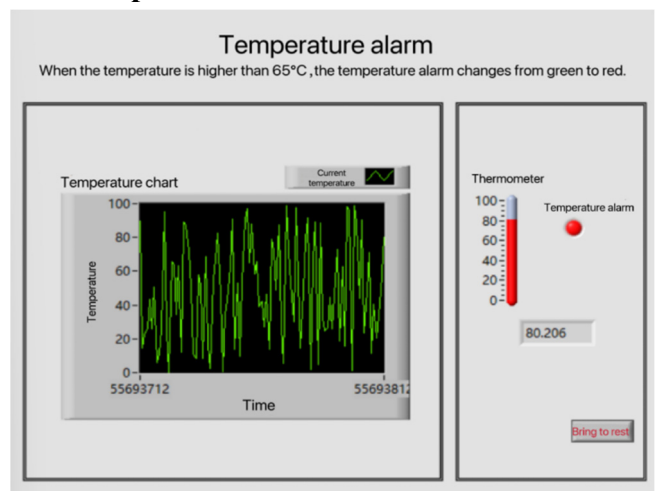 Temperature alarm
When the temperature is higher than 65°C ,the temperature alarm changes from green to red.
Current
temperature
Temperature chart
100
80
60
40
20
0
Temperature
55693712
55693812
Time
Thermometer
100
80
60
40
20
0
Temperature alarm
80.206
Bring to rest